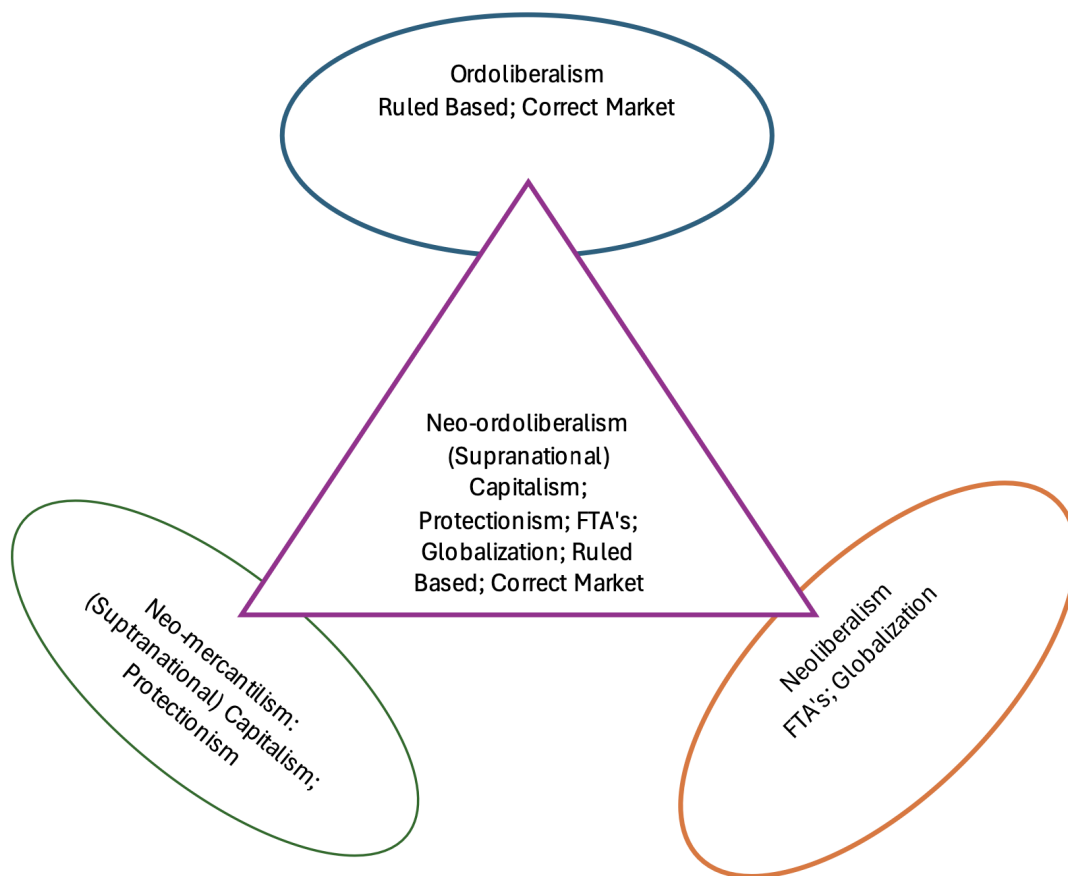 Ordoliberalism
Ruled Based; Correct Market
Neo-ordoliberalism
(Supranational)
Capitalism;
Protectionism; FTA's;
Globalization; Ruled
Based; Correct Market
Neo-mercantilism:
(Suptranational) Capitalism;
Protectionism
Neoliberalism
FTA's; Globalization